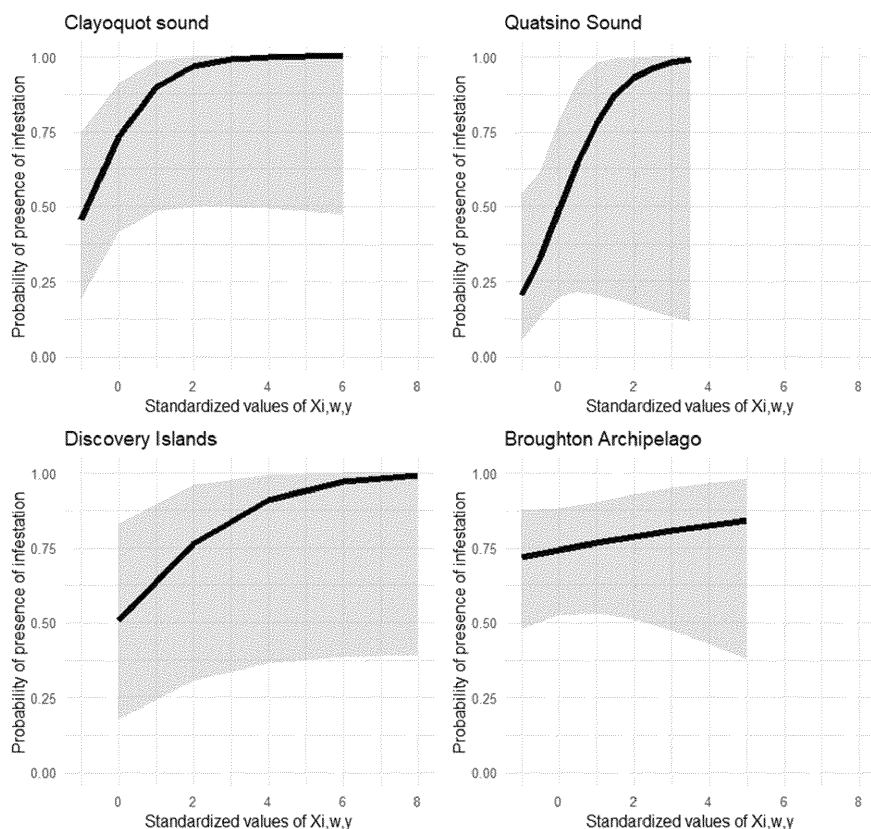 Clayoquot sound
Probability of presence of infestation
1.00
0.75
0.50
0.25
0.00
0 2 4 6 8
Standardized values of Xi,w,y
Quatsino Sound
Probability of presence of infestation
1.00
0.75
0.50
0.25
0.00
0 2 4 6 8
Standardized values of Xi,w,y
Discovery Islands
Probability of presence of infestation
1.00
0.75
0.50
0.25
0.00
0 2 4 6 8
Standardized values of Xi,w,y
Broughton Archipelago
Probability of presence of infestation
1.00
0.75
0.50
0.25
0.00
0 2 4 6 8
Standardized values of Xi,w,y